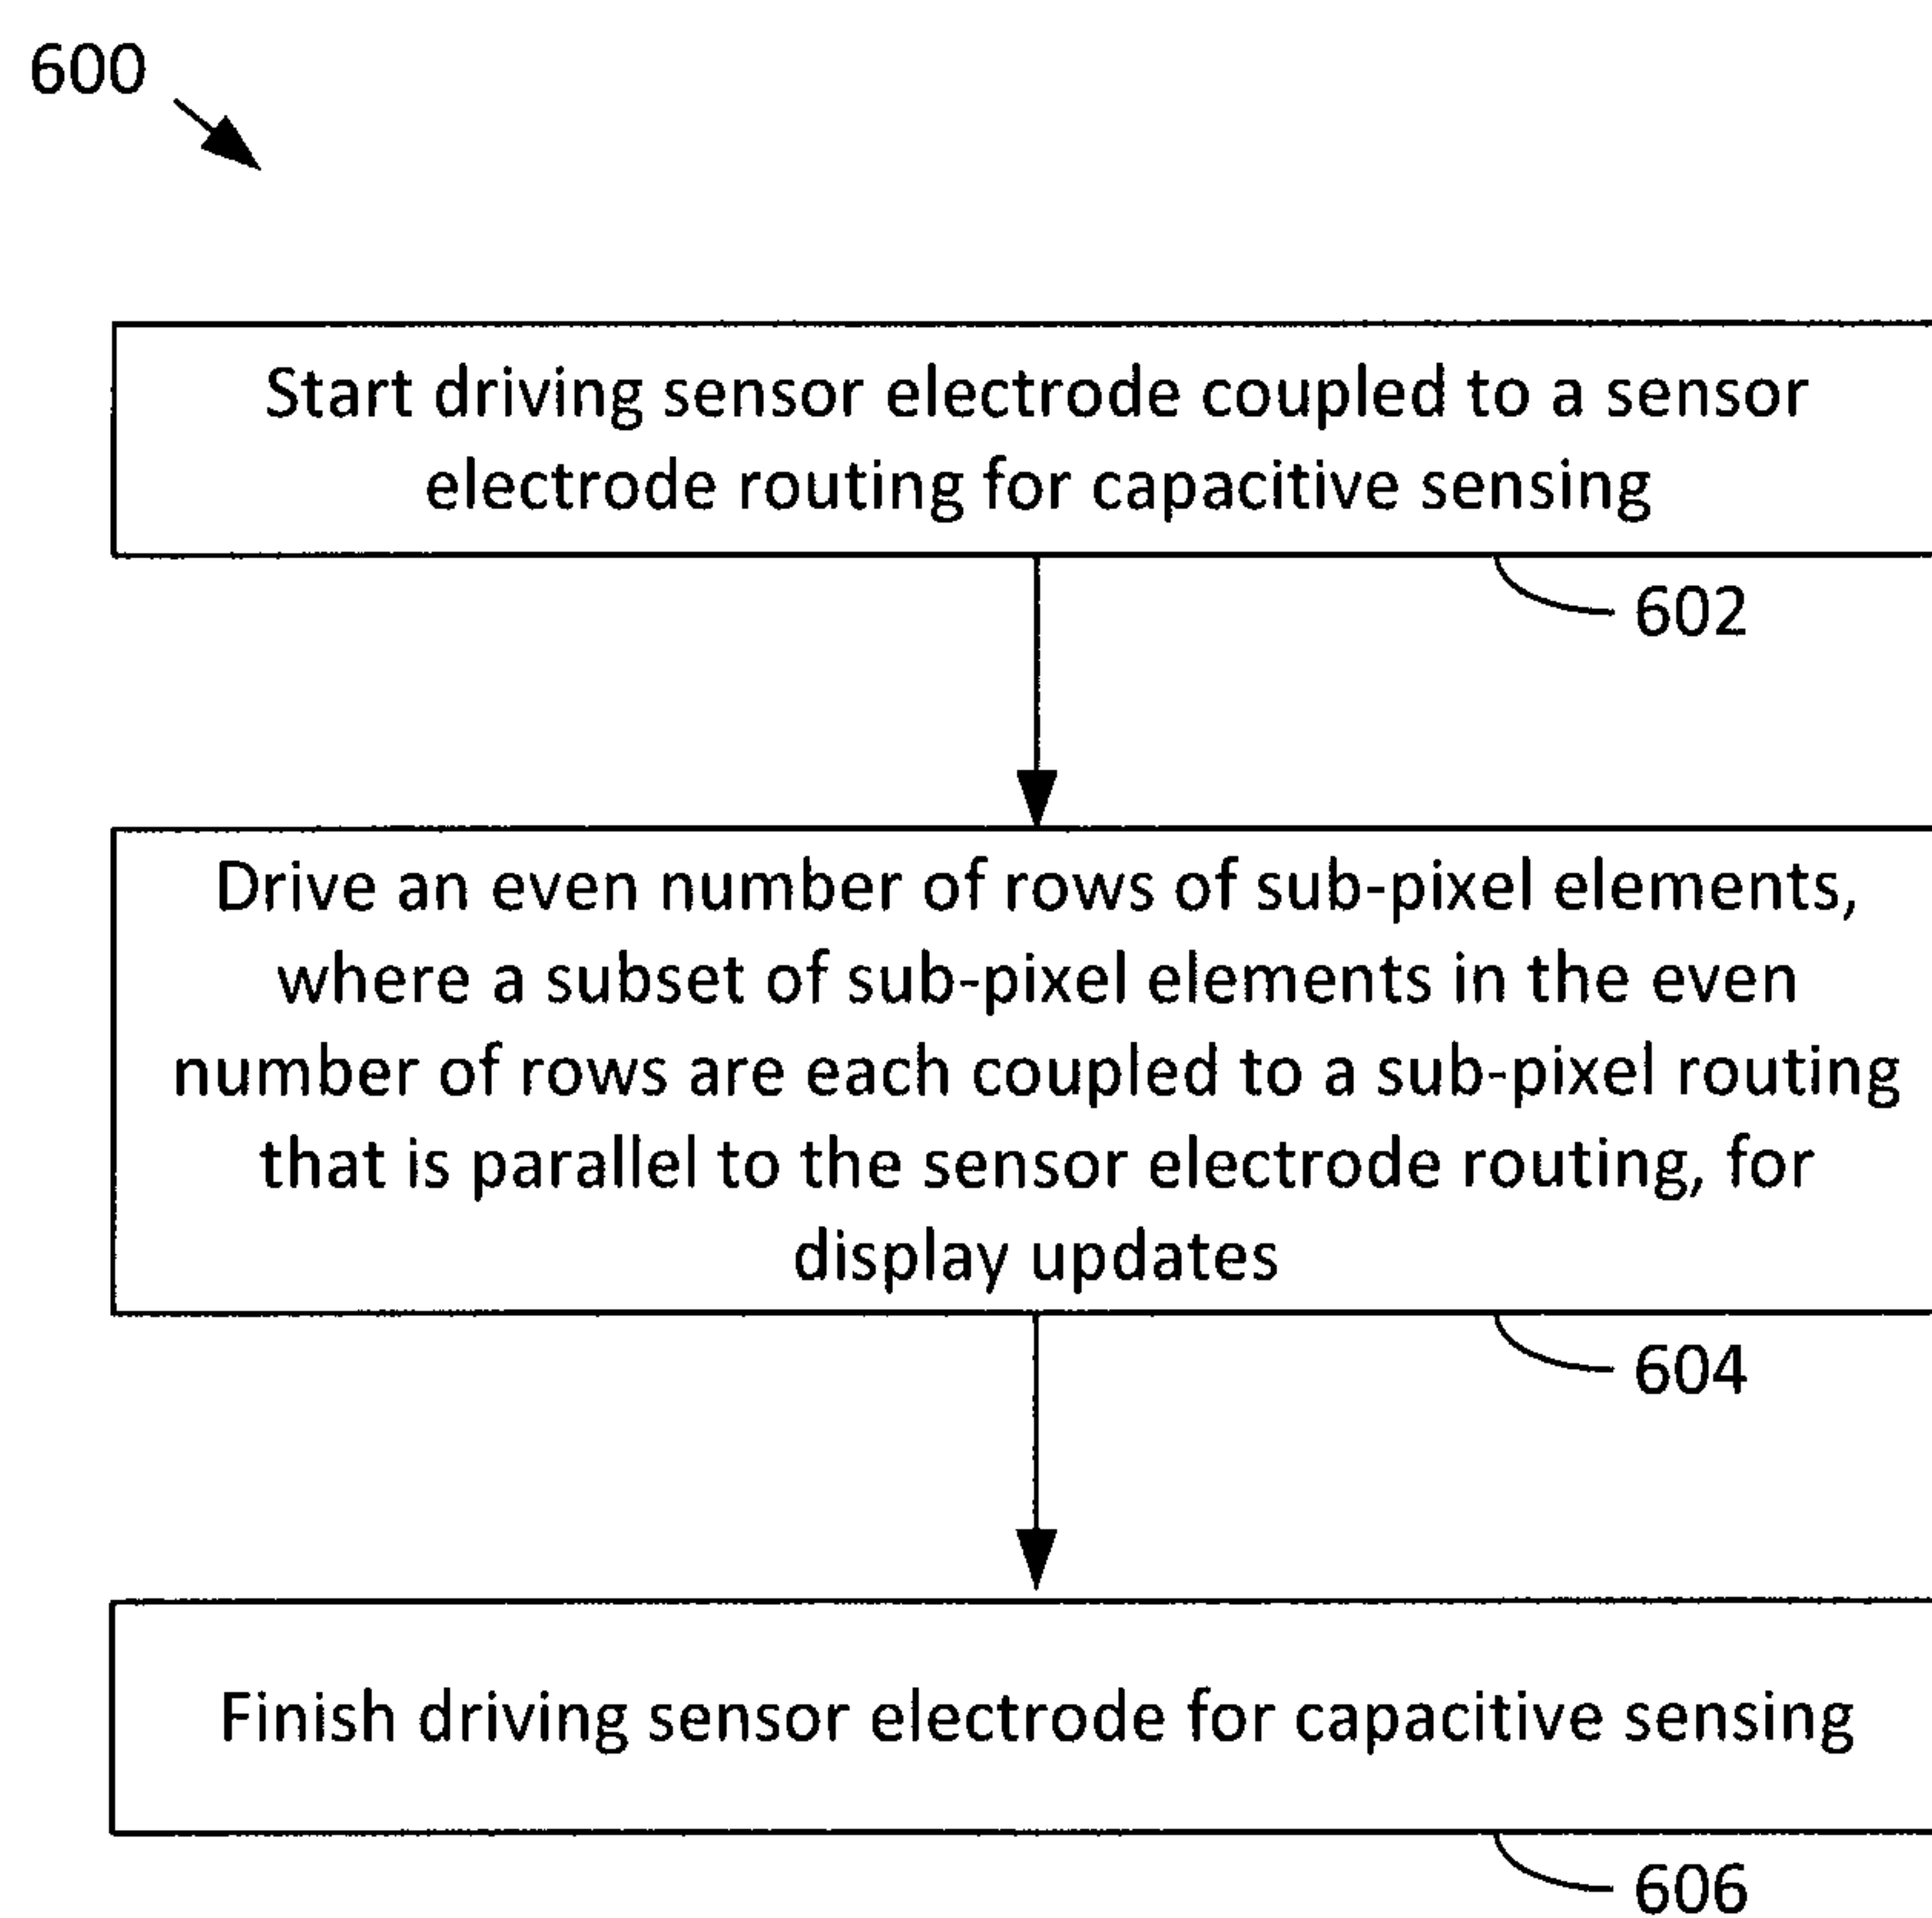 600
Start driving sensor electrode coupled to a sensor
electrode routing for capacitive sensing
602
Drive an even number of rows of sub-pixel elements,
where a subset of sub-pixel elements in the even
number of rows are each coupled to a sub-pixel routing
that is parallel to the sensor electrode routing, for
display updates
604
Finish driving sensor electrode for capacitive sensing
606